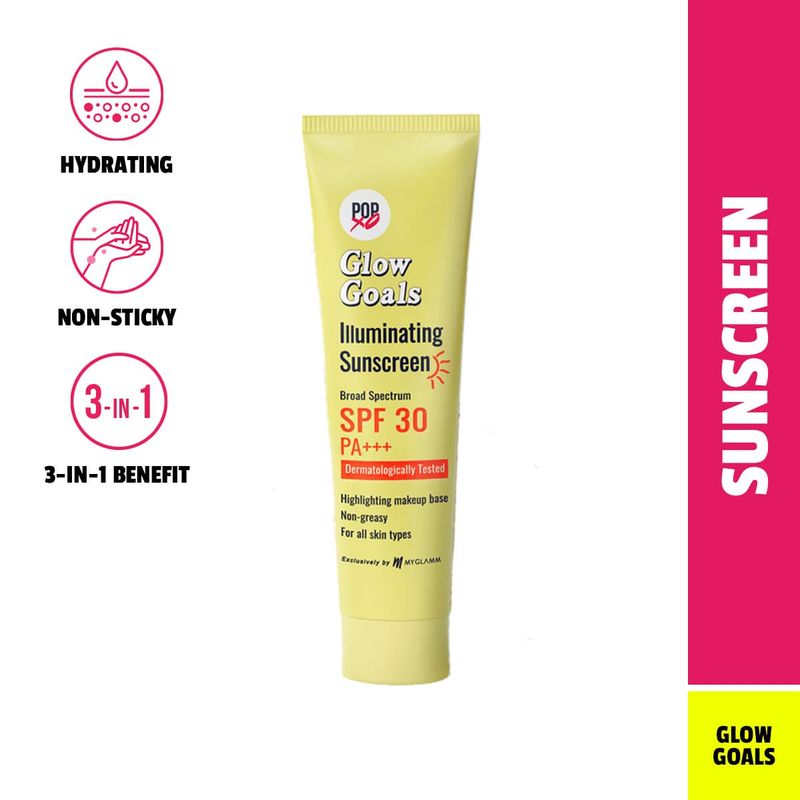 HYDRATING
NON-STICKY
3-IN-1
3-IN-1 BENEFIT
POP
XO
Glow
Goals
Illuminating
Sunscreen
Broad Spectrum
SPF 30
PA+++
Dermatologically Tested
Highlighting makeup base
Non-greasy
For all skin types
Exclusively by m MYGLAMM
SUNSCREEN
GLOW
GOALS